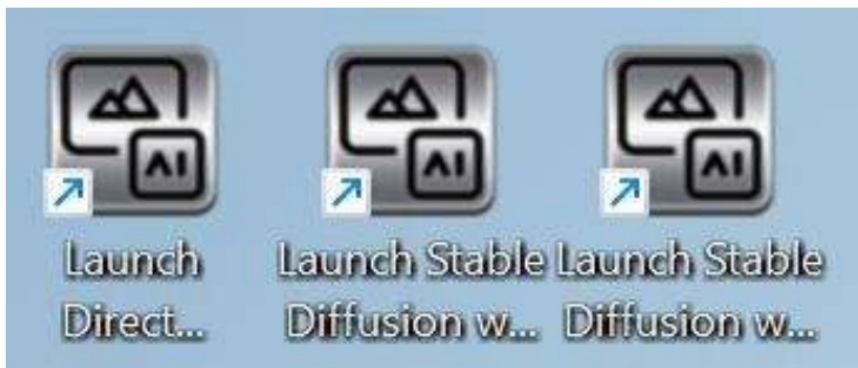 AI
AI
AI
Launch
Direct...
Launch Stable
Diffusion w...
Launch Stable
Diffusion w...